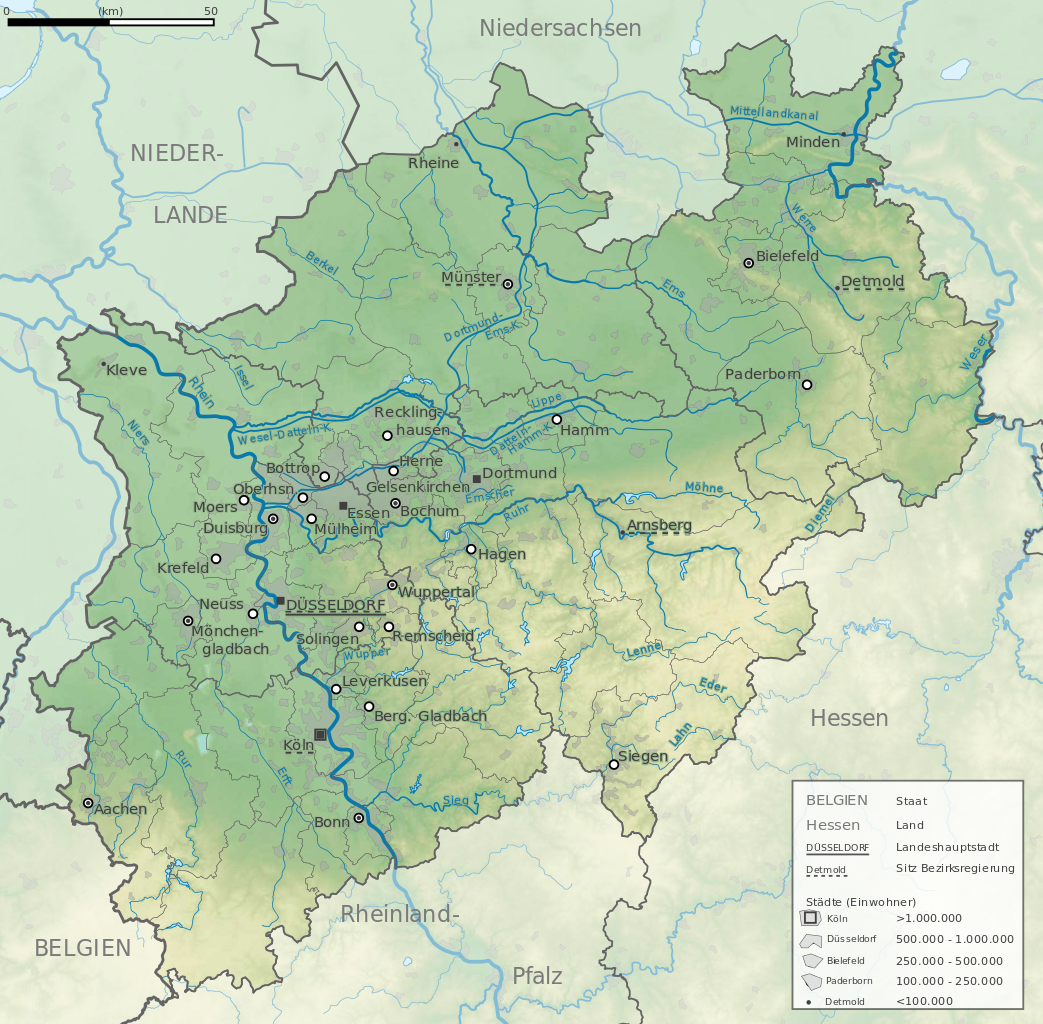 0 (km) 50
Niedersachsen
Mittellandkanal
Minden
NIEDER-
LANDE
Rheine
Werre
Berkel
Bielefeld
Münster
Ems
Detmold
Dortmund-
Ems-K.
Weser
Kleve
Issel
Rhein
Paderborn
Lippe
Niers
Wesel-Datteln-K.
Reckling-
hausen
Datteln-
Hamm-K.
Hamm
Bottrop
Herne
Dortmund
Oberhsn.
Gelsenkirchen
Emscher
Möhne
Moers
Essen
Bochum
Ruhr
Diemel
Duisburg
Mülheim
Arnsberg
Krefeld
Hagen
Wuppertal
Neuss
DÜSSELDORF
Mönchen-
gladbach
Solingen
Remscheid
Wupper
Lenne
Leverkusen
Eder
Berg. Gladbach
Hessen
Köln
Lahn
Rur
Erft
Siegen
Sieg
Aachen
Bonn
Rheinland-
Pfalz
BELGIEN
BELGIEN Staat
Hessen Land
DÜSSELDORF Landeshauptstadt
Detmold Sitz Bezirksregierung
Städte (Einwohner)
Köln >1.000.000
Düsseldorf 500.000 - 1.000.000
Bielefeld 250.000 - 500.000
Paderborn 100.000 - 250.000
Detmold <100.000